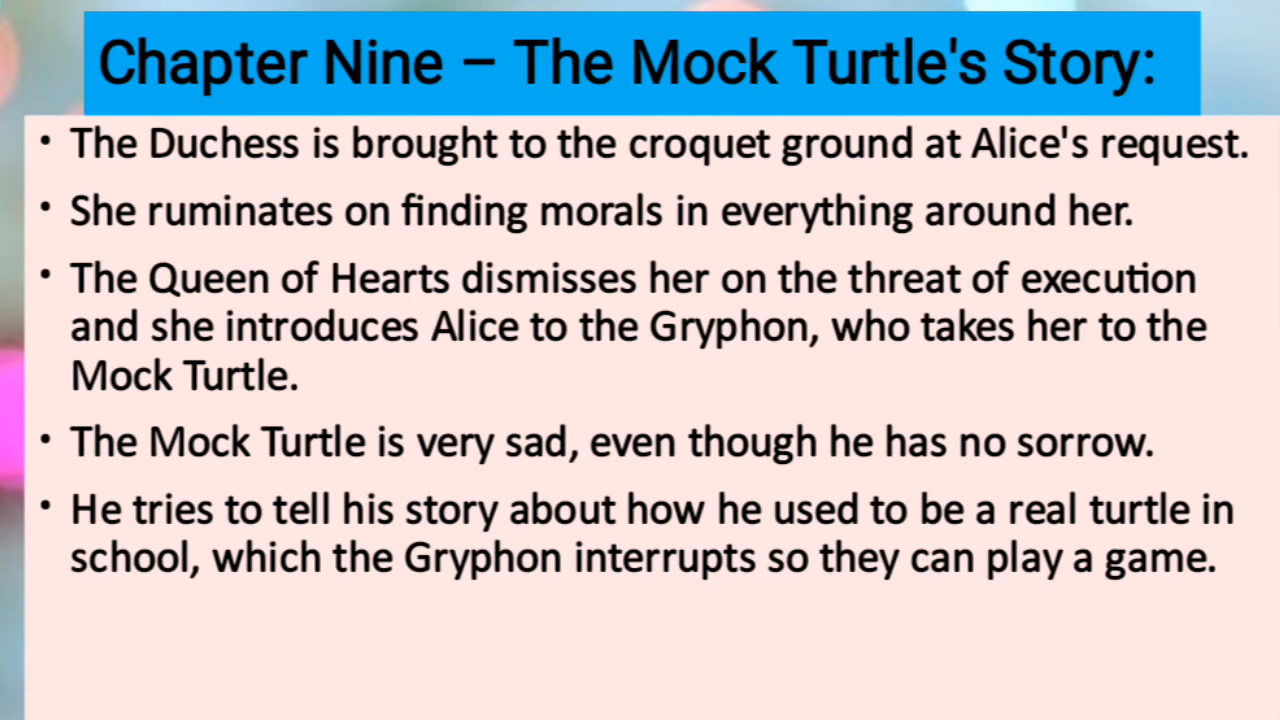 Chapter Nine – The Mock Turtle's Story:
• The Duchess is brought to the croquet ground at Alice's request.
• She ruminates on finding morals in everything around her.
• The Queen of Hearts dismisses her on the threat of execution
and she introduces Alice to the Gryphon, who takes her to the
Mock Turtle.
• The Mock Turtle is very sad, even though he has no sorrow.
• He tries to tell his story about how he used to be a real turtle in
school, which the Gryphon interrupts so they can play a game.